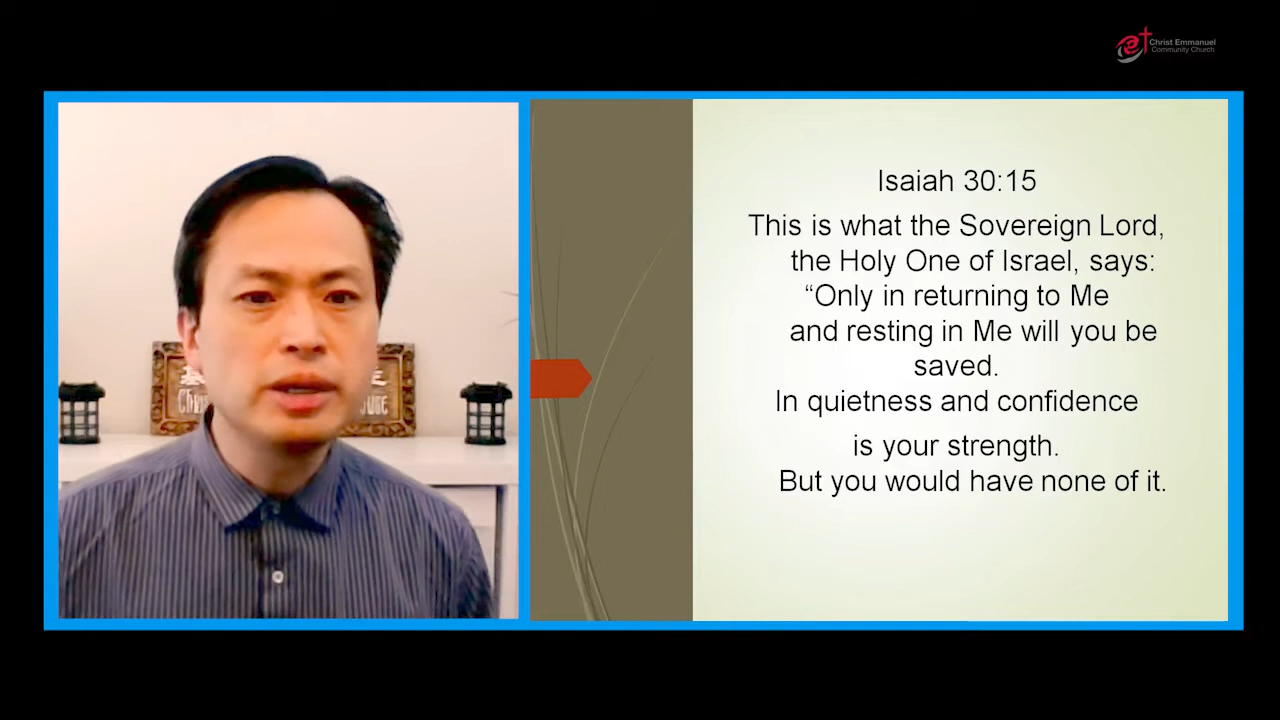 Christ Emmanuel
Community Church
Isaiah 30:15
This is what the Sovereign Lord,
the Holy One of Israel, says:
“Only in returning to Me
and resting in Me will you be
saved.
In quietness and confidence
is your strength.
But you would have none of it.